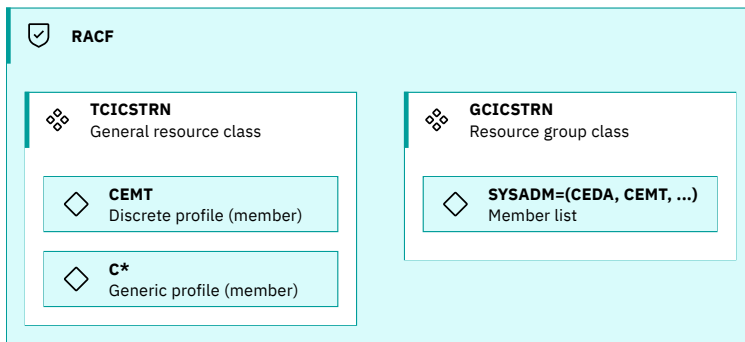 RACF
TCICSTRN
General resource class
CEMT
Discrete profile (member)
C*
Generic profile (member)
GCICSTRN
Resource group class
SYSADM=(CEDA, CEMT, ...)
Member list